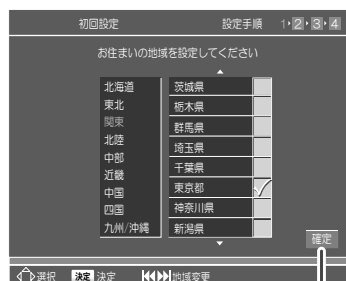 初回設定 設定手順 1・2・3・4
お住まいの地域を設定してください
北海道
東北
関東
北陸
中部
近畿
中国
四国
九州/沖縄
茨城県
栃木県
群馬県
埼玉県
千葉県
東京都
神奈川県
新潟県
確定
選択 決定 決定 地域変更